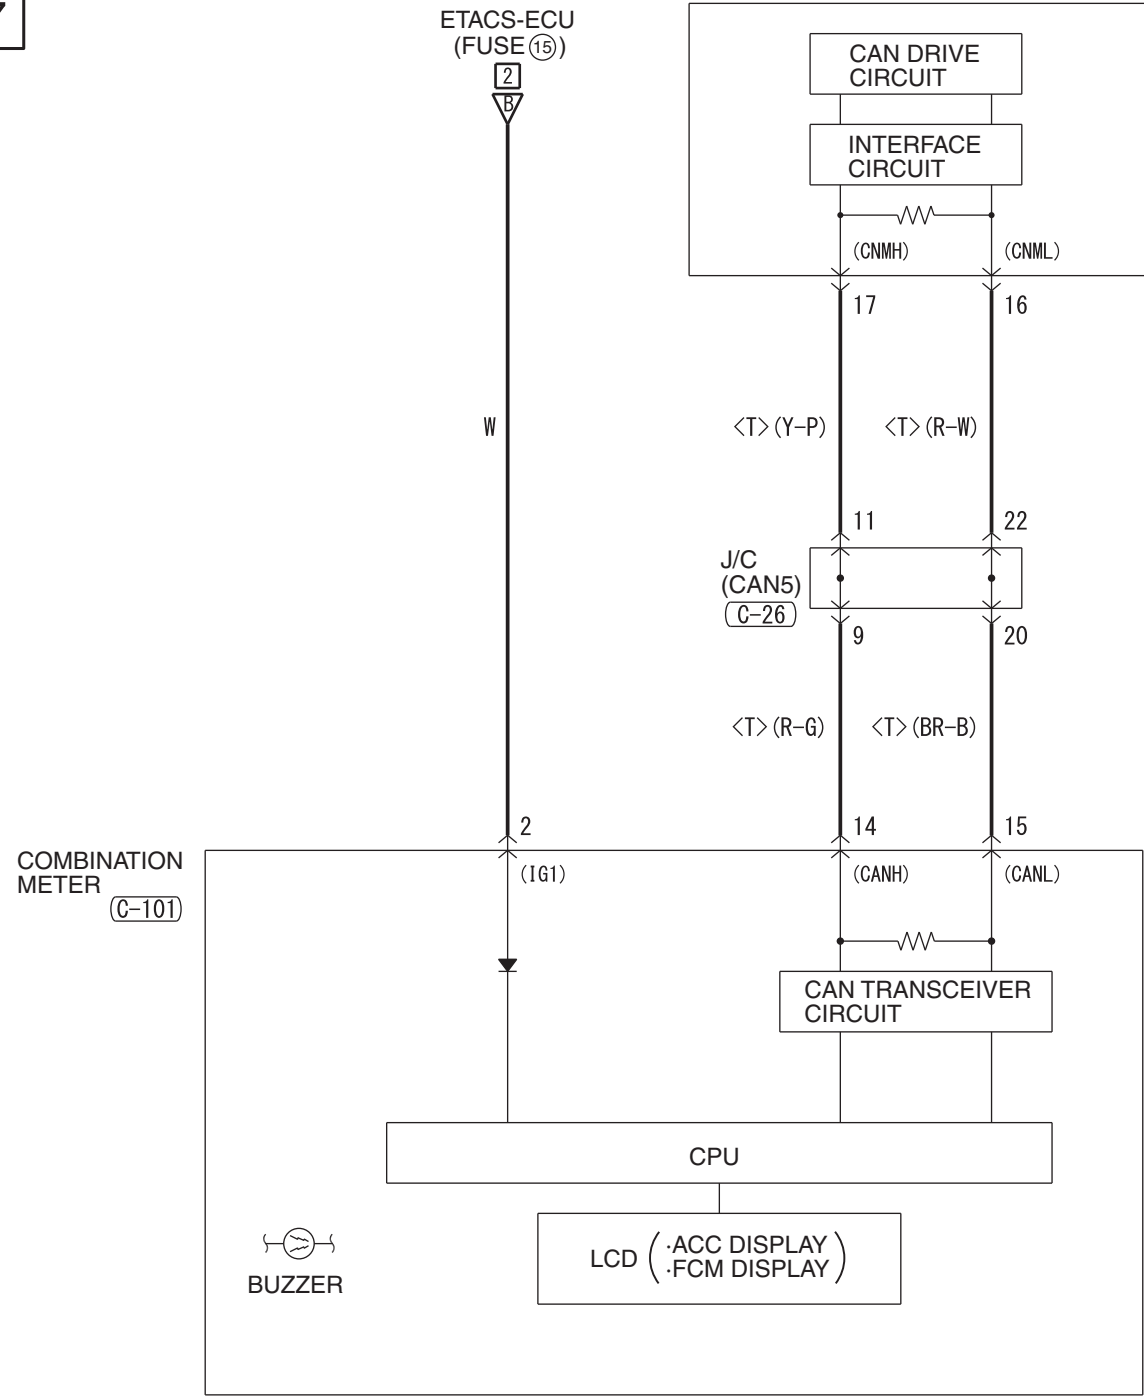 ETACS-ECU
(FUSE⑮)
2
B
CAN DRIVE
CIRCUIT
INTERFACE
CIRCUIT
(CNMH)
(CNML)
17
16
W
<T>(Y-P)
<T>(R-W)
11
22
J/C
(CAN5)
C-26
9
20
<T>(R-G)
<T>(BR-B)
2
14
15
COMBINATION
METER
C-101
(IG1)
(CANH)
(CANL)
CAN TRANSCEIVER
CIRCUIT
CPU
LCD
·ACC DISPLAY
·FCM DISPLAY
BUZZER